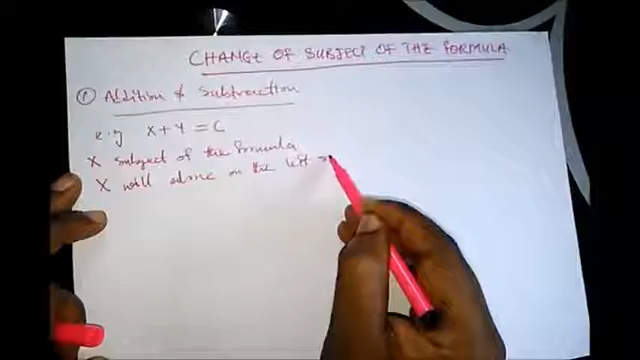 CHANGE OF SUBJECT OF THE FORMULA
① Addition & Subtraction
e.g x + y = c
x subject of the formula
x will alone on the left s